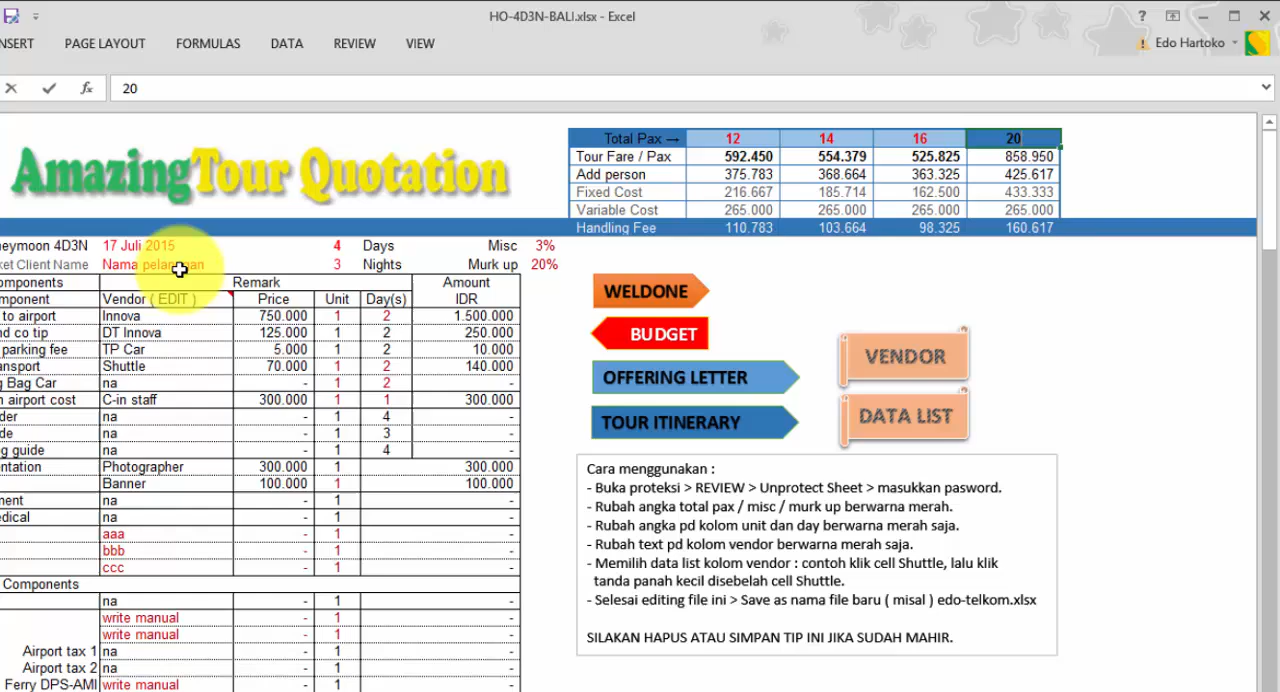 HO-4D3N-BALI.xlsx - Excel
?
NSERT PAGE LAYOUT FORMULAS DATA REVIEW VIEW
Edo Hartoko
fx 20
AmazingTour Quotation
Total Pax → 12 14 16 20
Tour Fare / Pax 592.450 554.379 525.825 858.950
Add person 375.783 368.664 363.325 425.617
Fixed Cost 216.667 185.714 162.500 433.333
Variable Cost 265.000 265.000 265.000 265.000
Handling Fee 110.783 103.664 98.325 160.617
eymoon 4D3N 17 Juli 2015 4 Days Misc 3%
ket Client Name Nama pelanggan 3 Nights Murk up 20%
omponents Remark Amount
mponent Vendor ( EDIT ) Price Unit Day(s) IDR
to airport Innova 750.000 1 2 1.500.000
nd co tip DT Innova 125.000 1 2 250.000
parking fee TP Car 5.000 1 2 10.000
ansport Shuttle 70.000 1 2 140.000
g Bag Car na - 1 2 -
n airport cost C-in staff 300.000 1 1 300.000
der na - 1 4 -
de na - 1 3 -
ng guide na - 1 4 -
entation Photographer 300.000 1 300.000
Banner 100.000 1 100.000
ment na - 1 -
edical na - 1 -
aaa - 1 -
bbb - 1 -
ccc - 1 -
Components
na - 1 -
write manual - 1 -
write manual - 1 -
Airport tax 1 na - 1 -
Airport tax 2 na - 1 -
Ferry DPS-AMI write manual - 1 -
WELDONE
BUDGET
OFFERING LETTER
TOUR ITINERARY
VENDOR
DATA LIST
Cara menggunakan :
- Buka proteksi > REVIEW > Unprotect Sheet > masukkan pasword.
- Rubah angka total pax / misc / murk up berwarna merah.
- Rubah angka pd kolom unit dan day berwarna merah saja.
- Rubah text pd kolom vendor berwarna merah saja.
- Memilih data list kolom vendor : contoh klik cell Shuttle, lalu klik
tanda panah kecil disebelah cell Shuttle.
- Selesai editing file ini > Save as nama file baru ( misal ) edo-telkom.xlsx
SILAKAN HAPUS ATAU SIMPAN TIP INI JIKA SUDAH MAHIR.